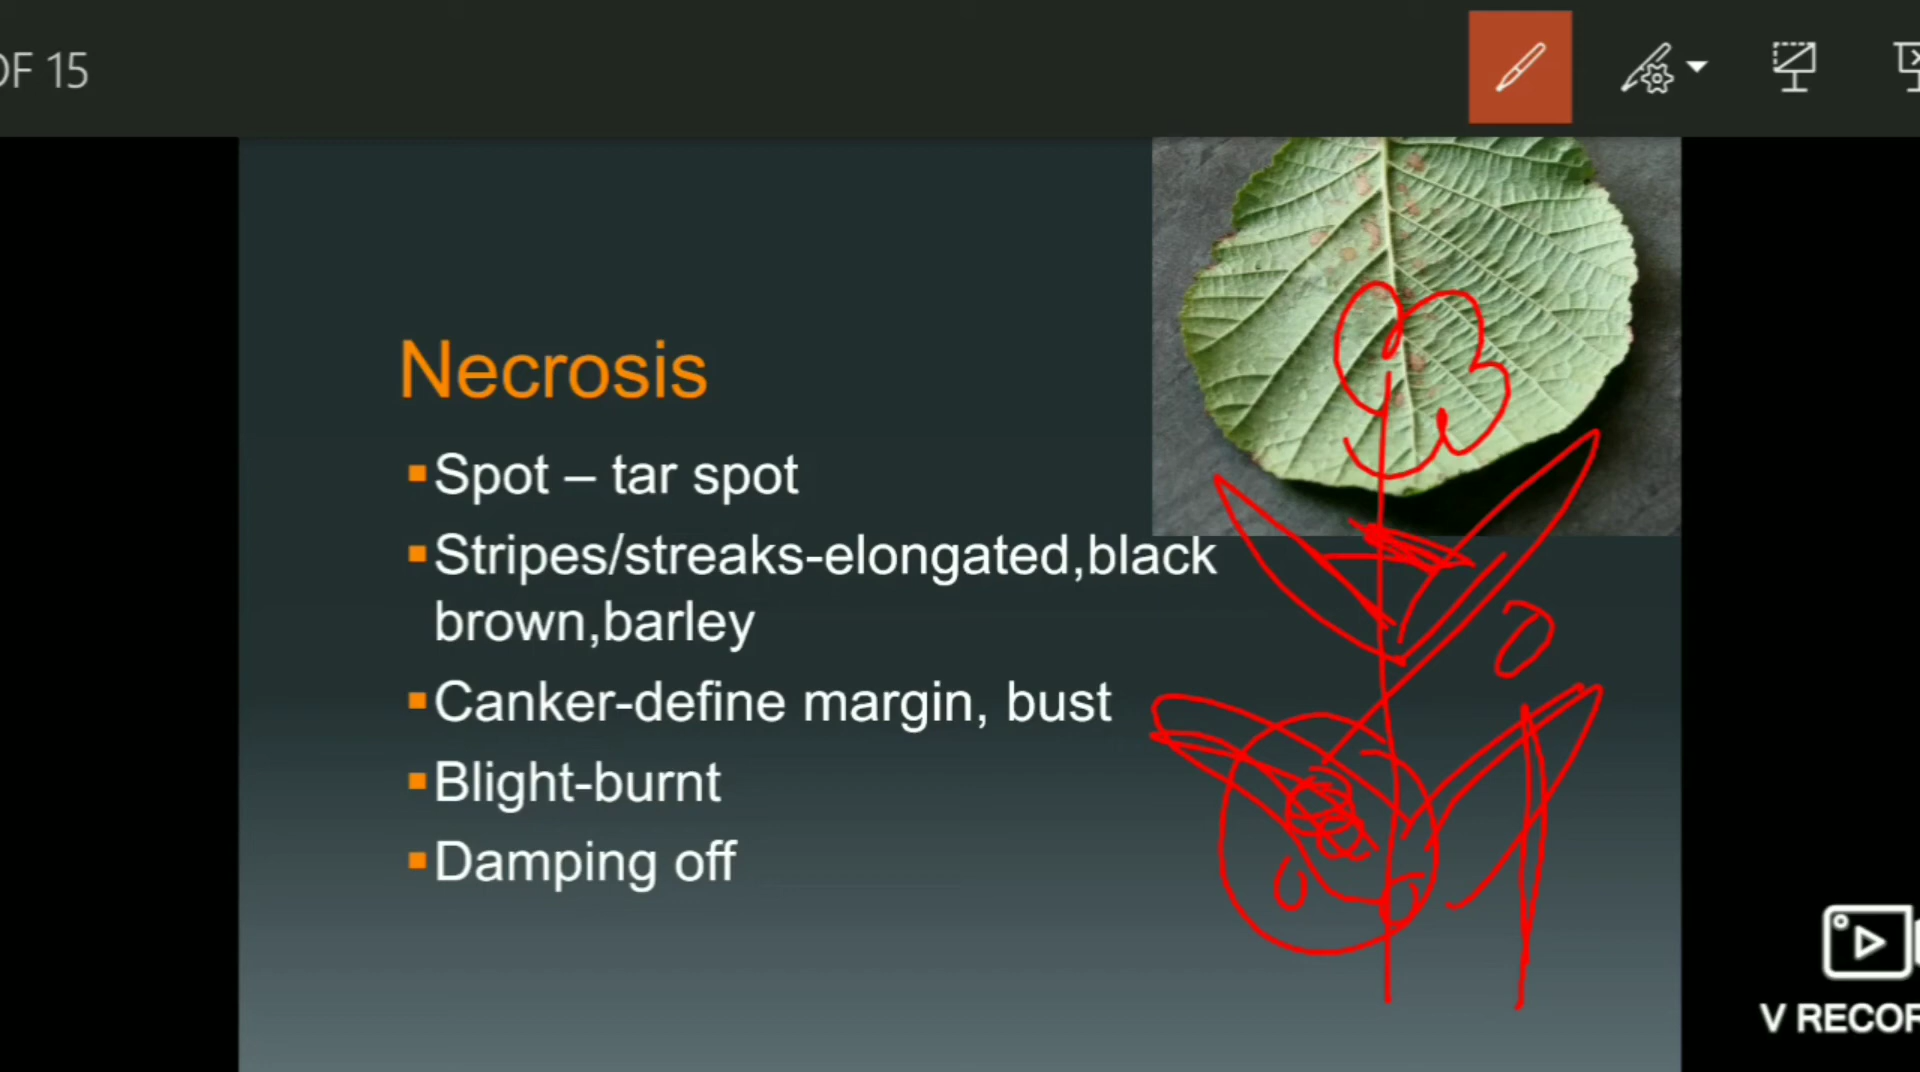 OF 15
Necrosis
Spot – tar spot
Stripes/streaks-elongated,black
brown,barley
Canker-define margin, bust
Blight-burnt
Damping off
V RECOR